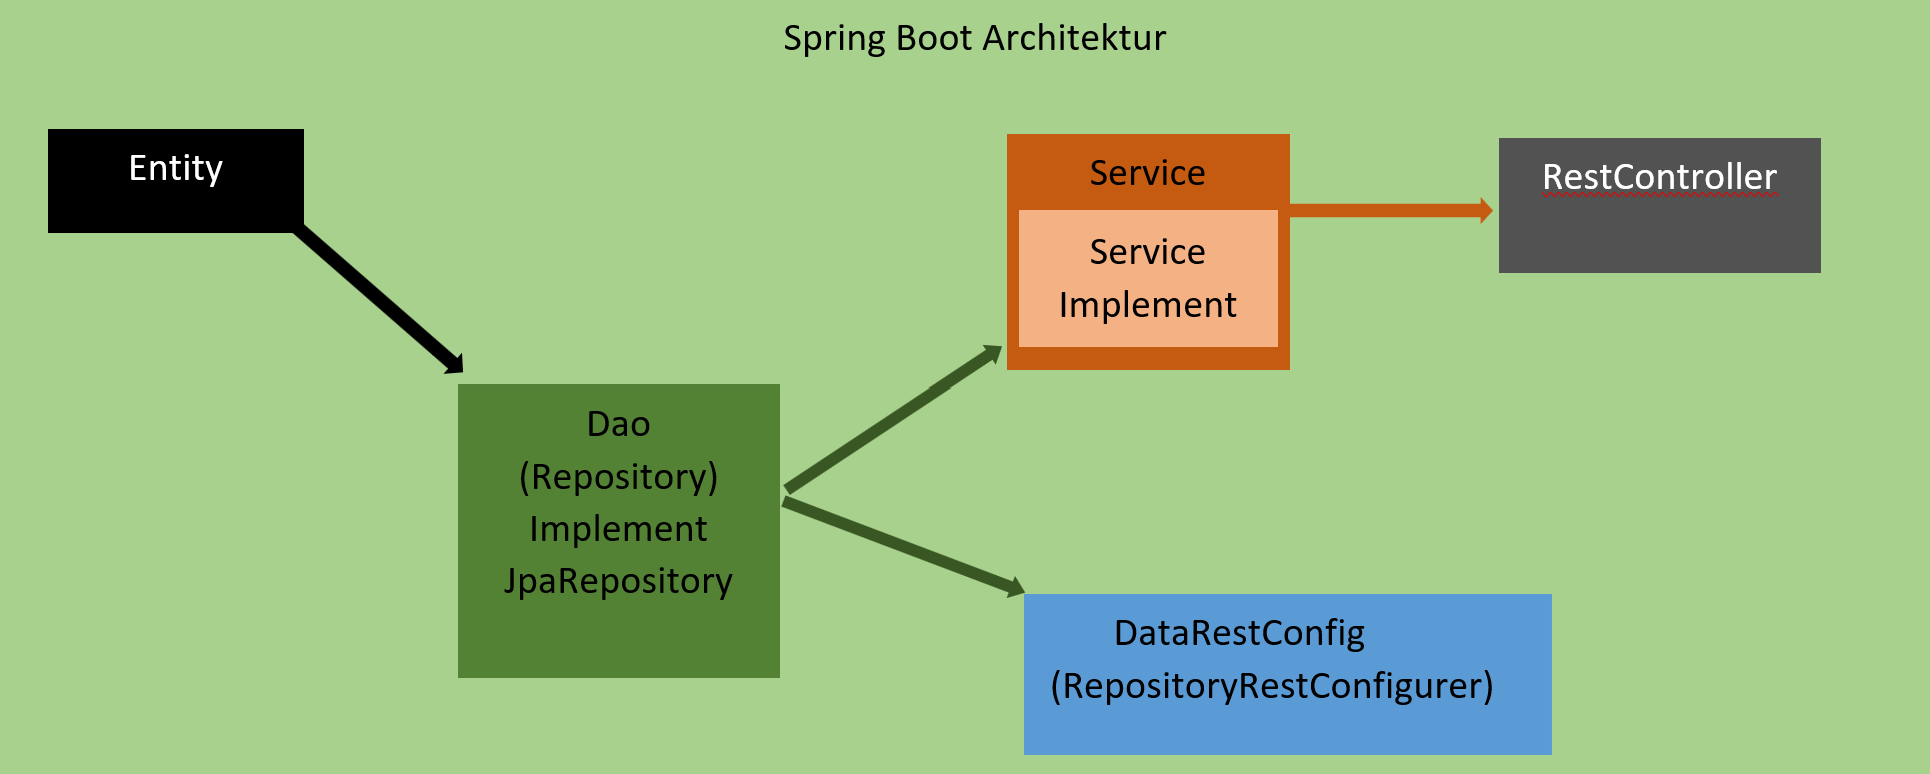 Spring Boot Architektur
Entity
Service
Service
Implement
RestController
Dao
(Repository)
Implement
JpaRepository
DataRestConfig
(RepositoryRestConfigurer)